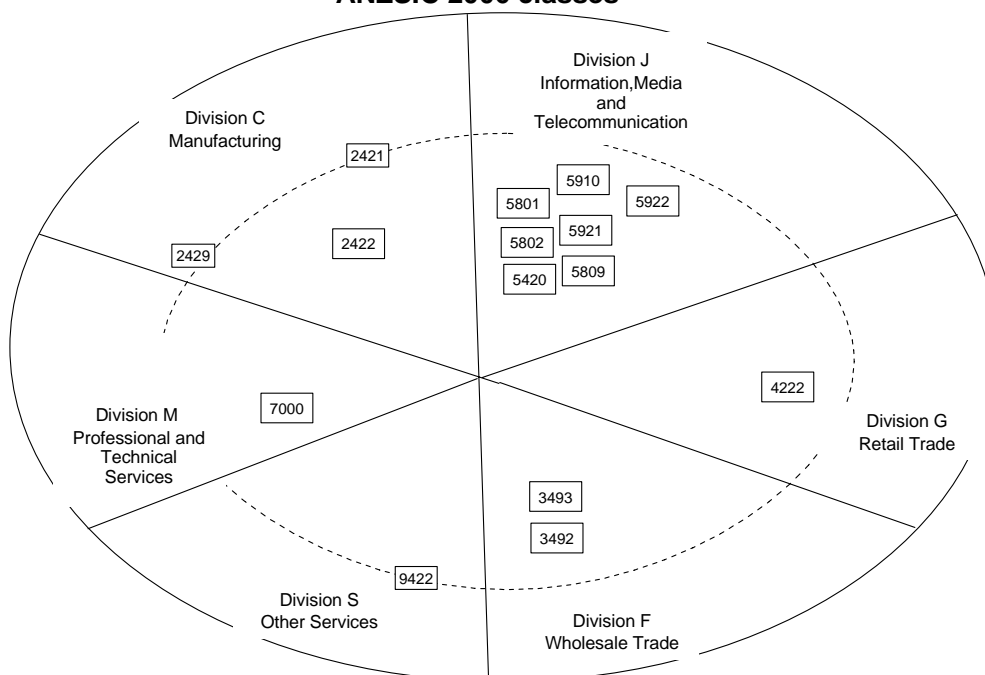 ANZSIC 2006 classes
Division J
Information,Media
and
Telecommunication
Division C
Manufacturing
2421
5910
5801
5922
5921
5802
2422
2429
5809
5420
4222
7000
Division M
Professional and
Technical
Services
Division G
Retail Trade
3493
3492
9422
Division S
Other Services
Division F
Wholesale Trade